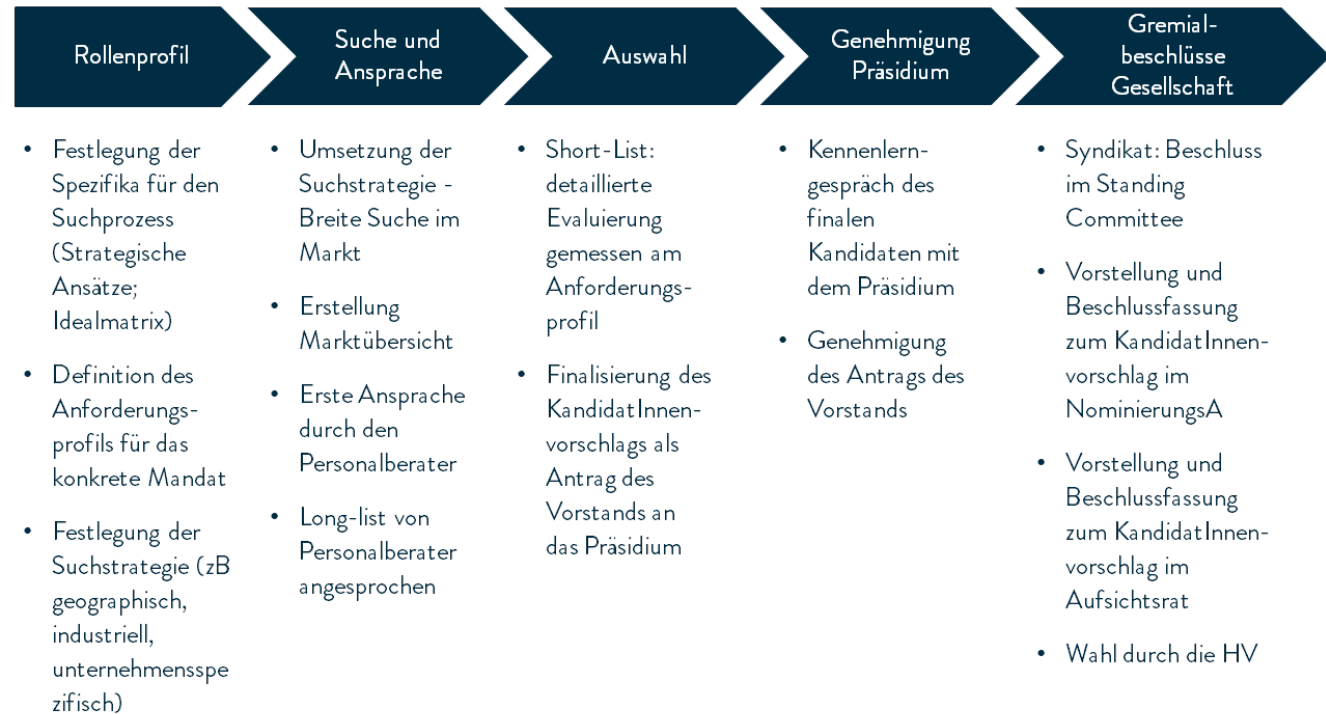 Rollenprofil
Suche und
Ansprache
Auswahl
Genehmigung
Präsidium
Gremial-
beschlüsse
Gesellschaft
• Festlegung der
Spezifika für den
Suchprozess
(Strategische
Ansätze;
Idealmatrix)
• Definition des
Anforderungs-
profils für das
konkrete Mandat
• Festlegung der
Suchstrategie (zB
geographisch,
industriell,
unternehmensspe
zifisch)
• Umsetzung der
Suchstrategie -
Breite Suche im
Markt
• Erstellung
Marktübersicht
• Erste Ansprache
durch den
Personalberater
• Long-list von
Personalberater
angesprochen
• Short-List:
detaillierte
Evaluierung
gemessen am
Anforderungs-
profil
• Finalisierung des
KandidatInnen-
vorschlags als
Antrag des
Vorstands an
das Präsidium
• Kennenlern-
gespräch des
finalen
Kandidaten mit
dem Präsidium
• Genehmigung
des Antrags des
Vorstands
• Syndikat: Beschluss
im Standing
Committee
• Vorstellung und
Beschlussfassung
zum KandidatInnen-
vorschlag im
NominierungsA
• Vorstellung und
Beschlussfassung
zum KandidatInnen-
vorschlag im
Aufsichtsrat
• Wahl durch die HV